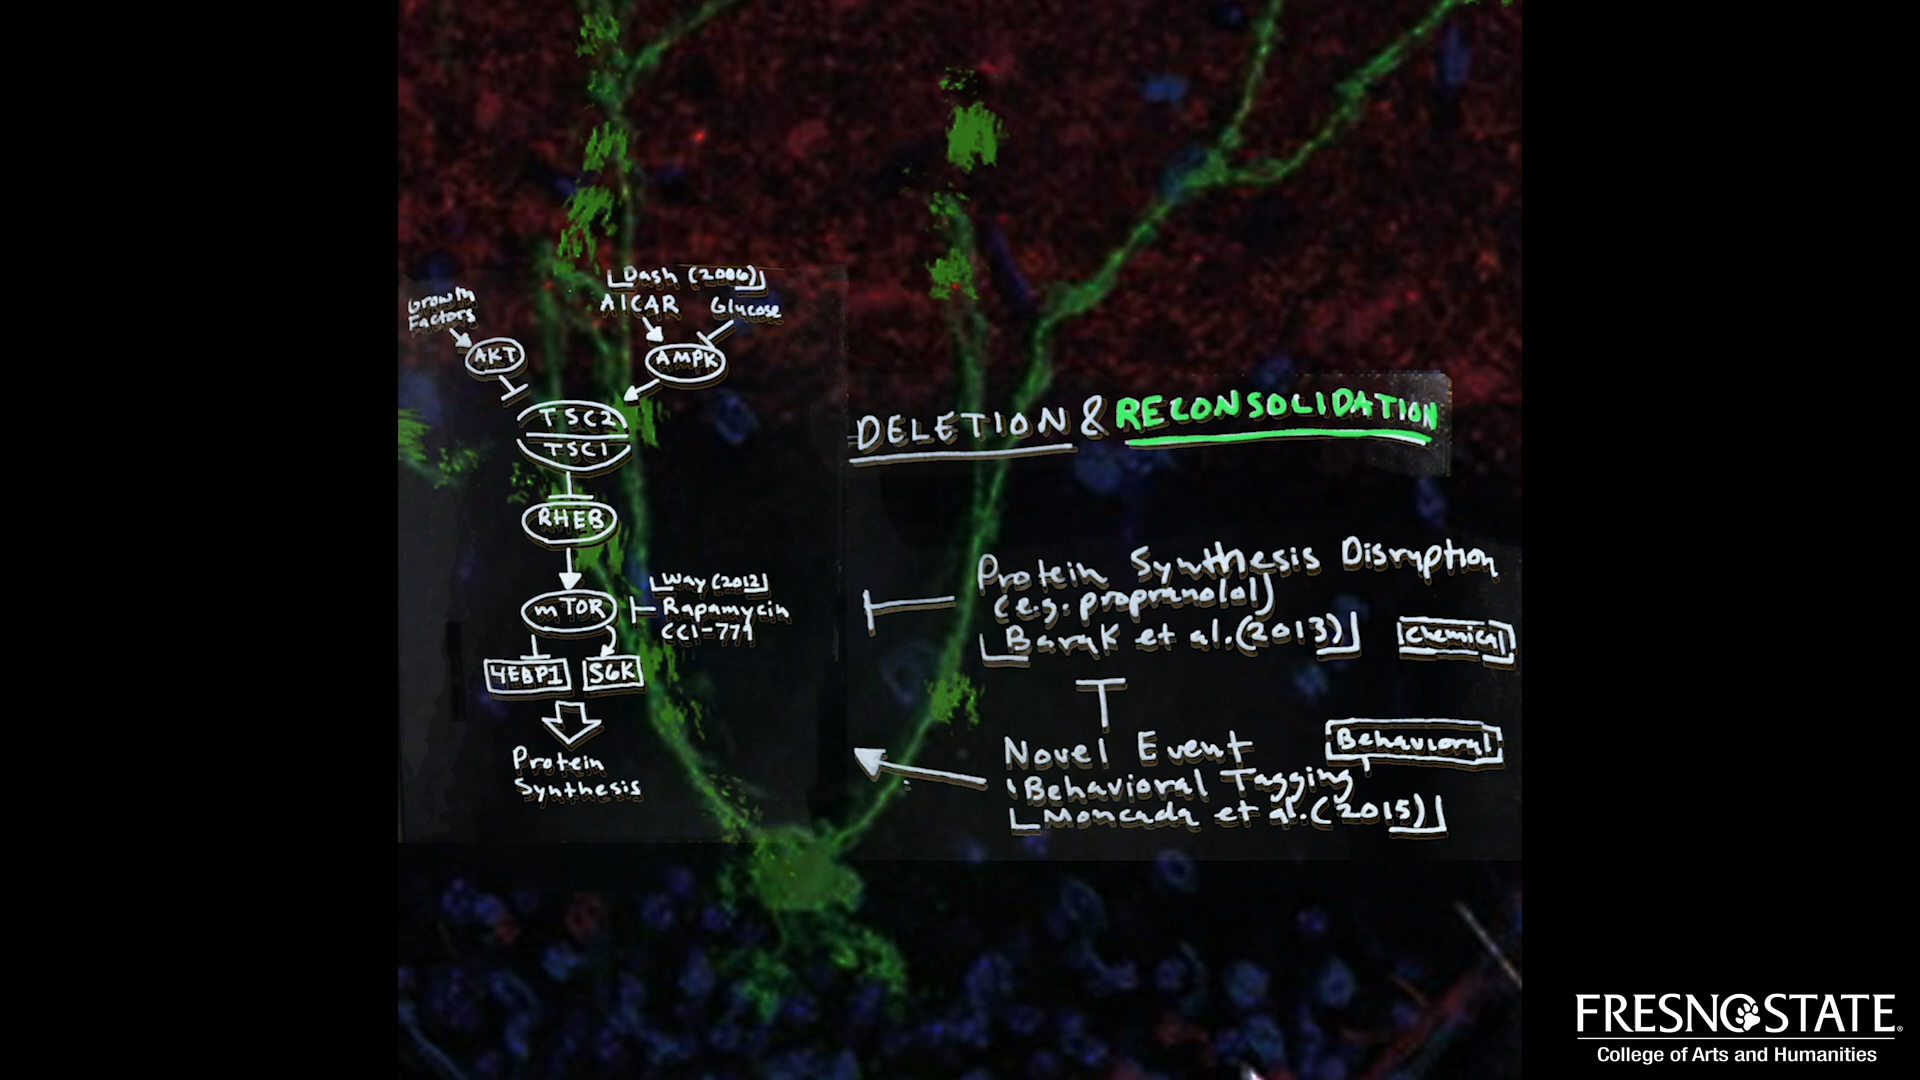 Dash (2006)
AICAR Glucose
Growth
Factors
AKT
AMPK
TSC2
TSC1
RHEB
mTOR
Way (2012)
Rapamycin
CCI-779
4EBP1 S6K
Protein
Synthesis
DELETION & RECONSOLIDATION
Protein Synthesis Disryption
(e.g. propranolol)
Barak et al. (2013)
Chemical
Novel Event
Behavioral
'Behavioral Tagging'
Moncada et al. (2015)
FRESNO STATE
College of Arts and Humanities